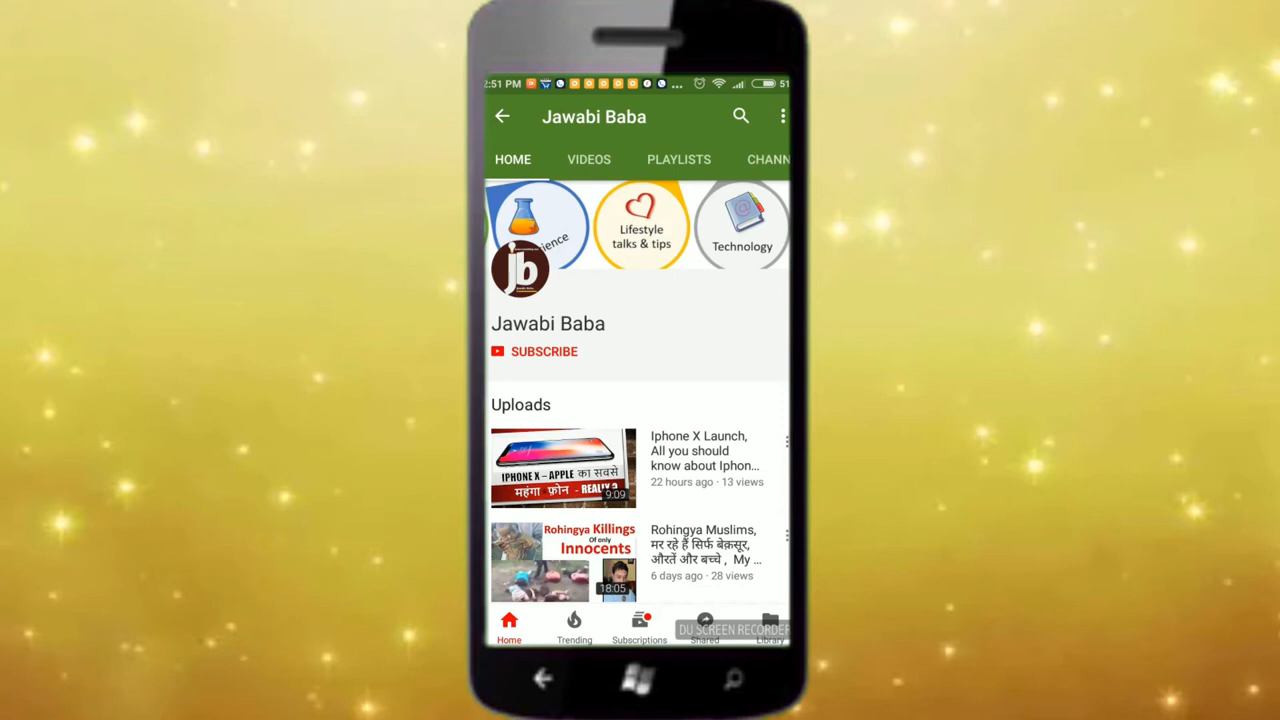 2:51 PM ... 51
Jawabi Baba
HOME VIDEOS PLAYLISTS CHANN
ience
Lifestyle
talks & tips
Technology
jb
Jawabi Baba
SUBSCRIBE
Uploads
IPHONE X – APPLE का सबसे
महंगा फ़ोन - REALLY ?
9:09
Iphone X Launch,
All you should
know about Iphon...
22 hours ago · 13 views
Rohingya Killings
Of only
Innocents
18:05
Rohingya Muslims,
मर रहे हैं सिर्फ बेक़सूर,
औरतें और बच्चे , My ...
6 days ago · 28 views
DU SCREEN RECORDER
Home Trending Subscriptions Shared Library